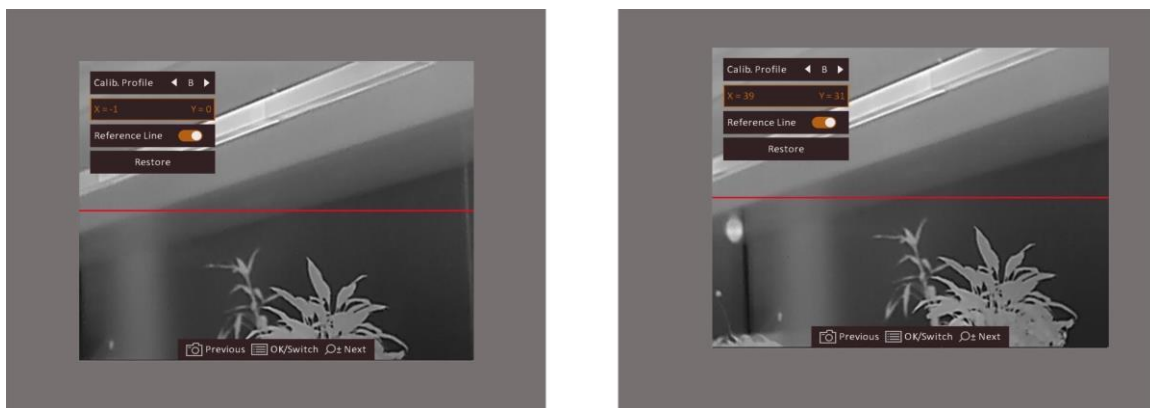 Calib. Profile B
X = -1 Y = 0
Reference Line
Restore
Previous OK/Switch Next
Calib. Profile B
X = 39 Y = 31
Reference Line
Restore
Previous OK/Switch Next